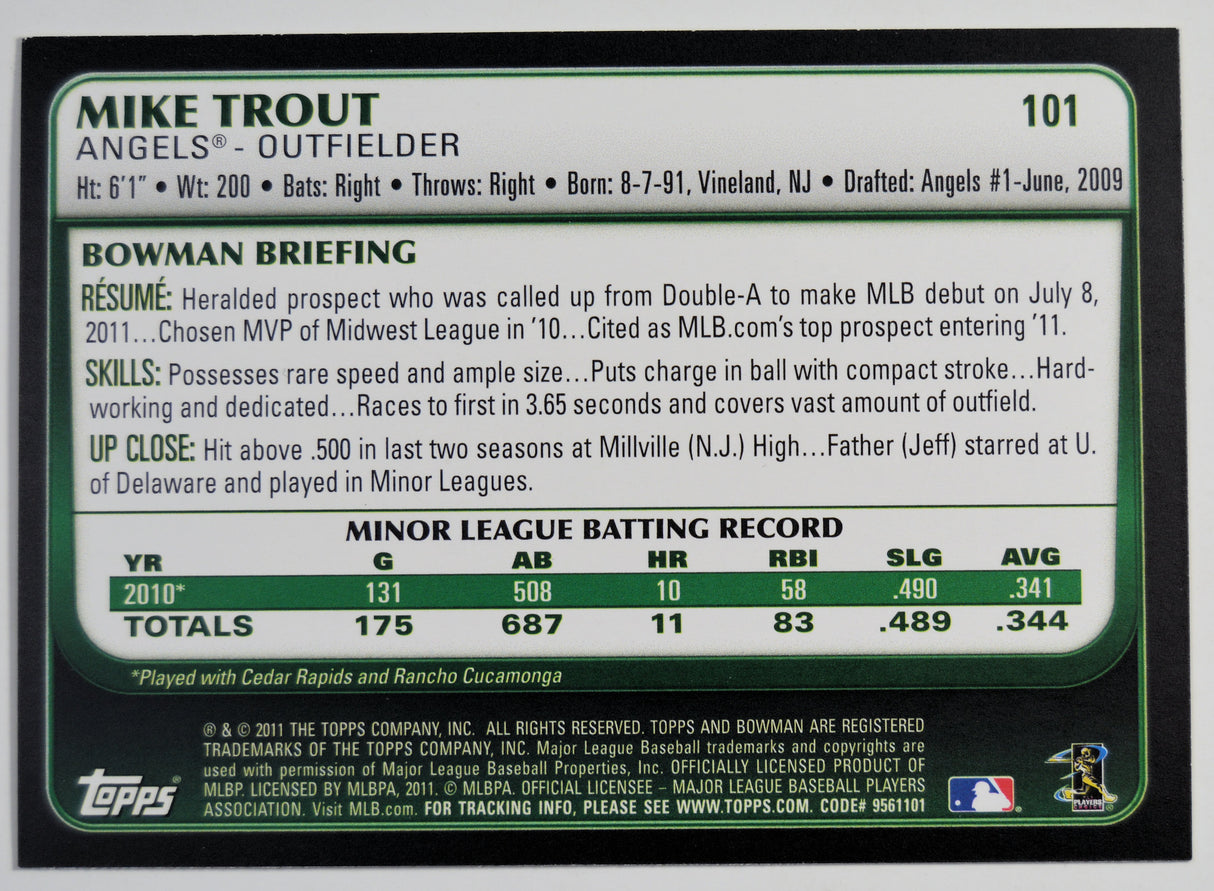 MIKE TROUT
101
ANGELS® - OUTFIELDER
Ht: 6'1" • Wt: 200 • Bats: Right • Throws: Right • Born: 8-7-91, Vineland, NJ • Drafted: Angels #1-June, 2009
BOWMAN BRIEFING
RÉSUMÉ: Heralded prospect who was called up from Double-A to make MLB debut on July 8,
2011...Chosen MVP of Midwest League in '10...Cited as MLB.com's top prospect entering '11.
SKILLS: Possesses rare speed and ample size...Puts charge in ball with compact stroke...Hard-
working and dedicated...Races to first in 3.65 seconds and covers vast amount of outfield.
UP CLOSE: Hit above .500 in last two seasons at Millville (N.J.) High...Father (Jeff) starred at U.
of Delaware and played in Minor Leagues.
MINOR LEAGUE BATTING RECORD
YR G AB HR RBI SLG AVG
2010* 131 508 10 58 .490 .341
TOTALS 175 687 11 83 .489 .344
*Played with Cedar Rapids and Rancho Cucamonga
® & © 2011 THE TOPPS COMPANY, INC. ALL RIGHTS RESERVED. TOPPS AND BOWMAN ARE REGISTERED
TRADEMARKS OF THE TOPPS COMPANY, INC. Major League Baseball trademarks and copyrights are
used with permission of Major League Baseball Properties, Inc. OFFICIALLY LICENSED PRODUCT OF
MLBP. LICENSED BY MLBPA, 2011. © MLBPA. OFFICIAL LICENSEE – MAJOR LEAGUE BASEBALL PLAYERS
ASSOCIATION. Visit MLB.com. FOR TRACKING INFO, PLEASE SEE WWW.TOPPS.COM. CODE# 9561101
Topps®
PLAYERS